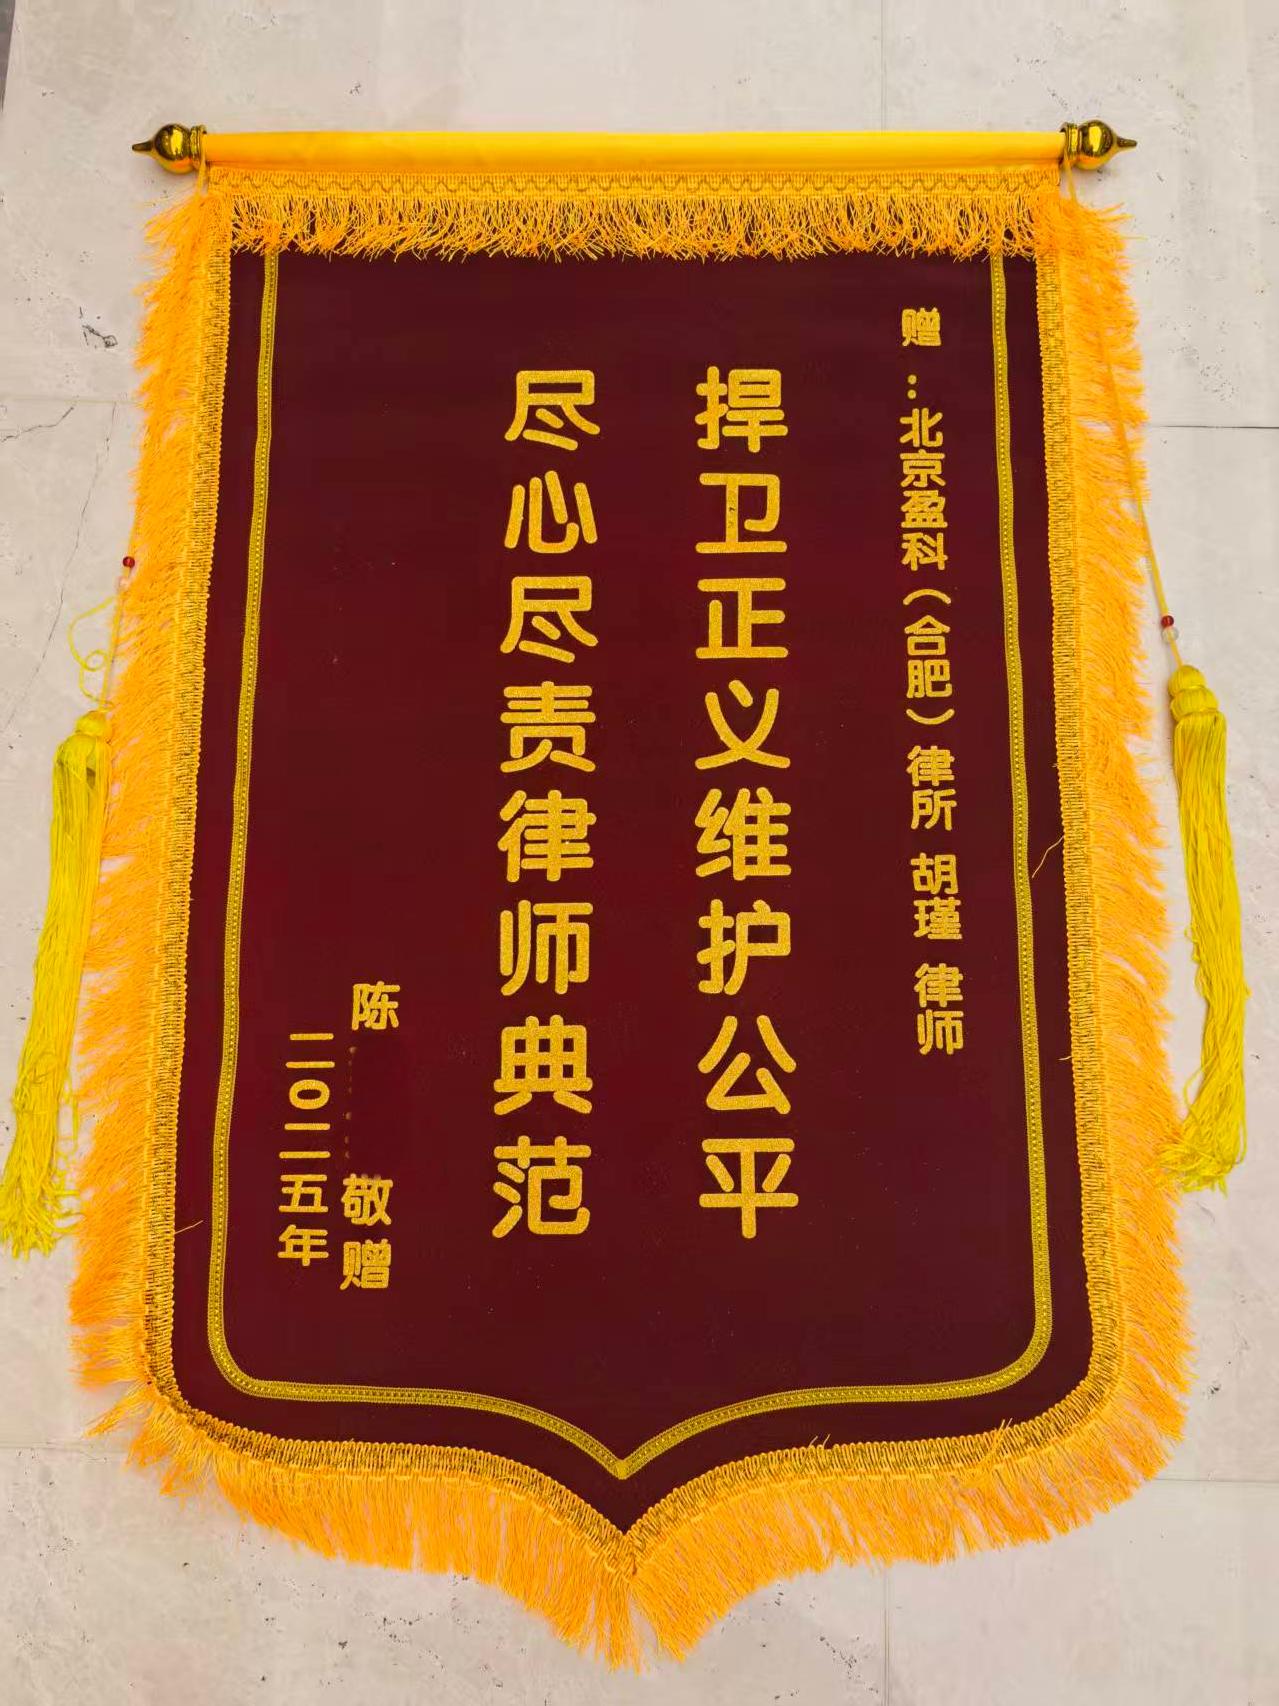 赠：北京盈科（合肥）律所 胡瑾 律师
捍卫正义维护公平
尽心尽责律师典范
陈 敬赠
二〇二五年